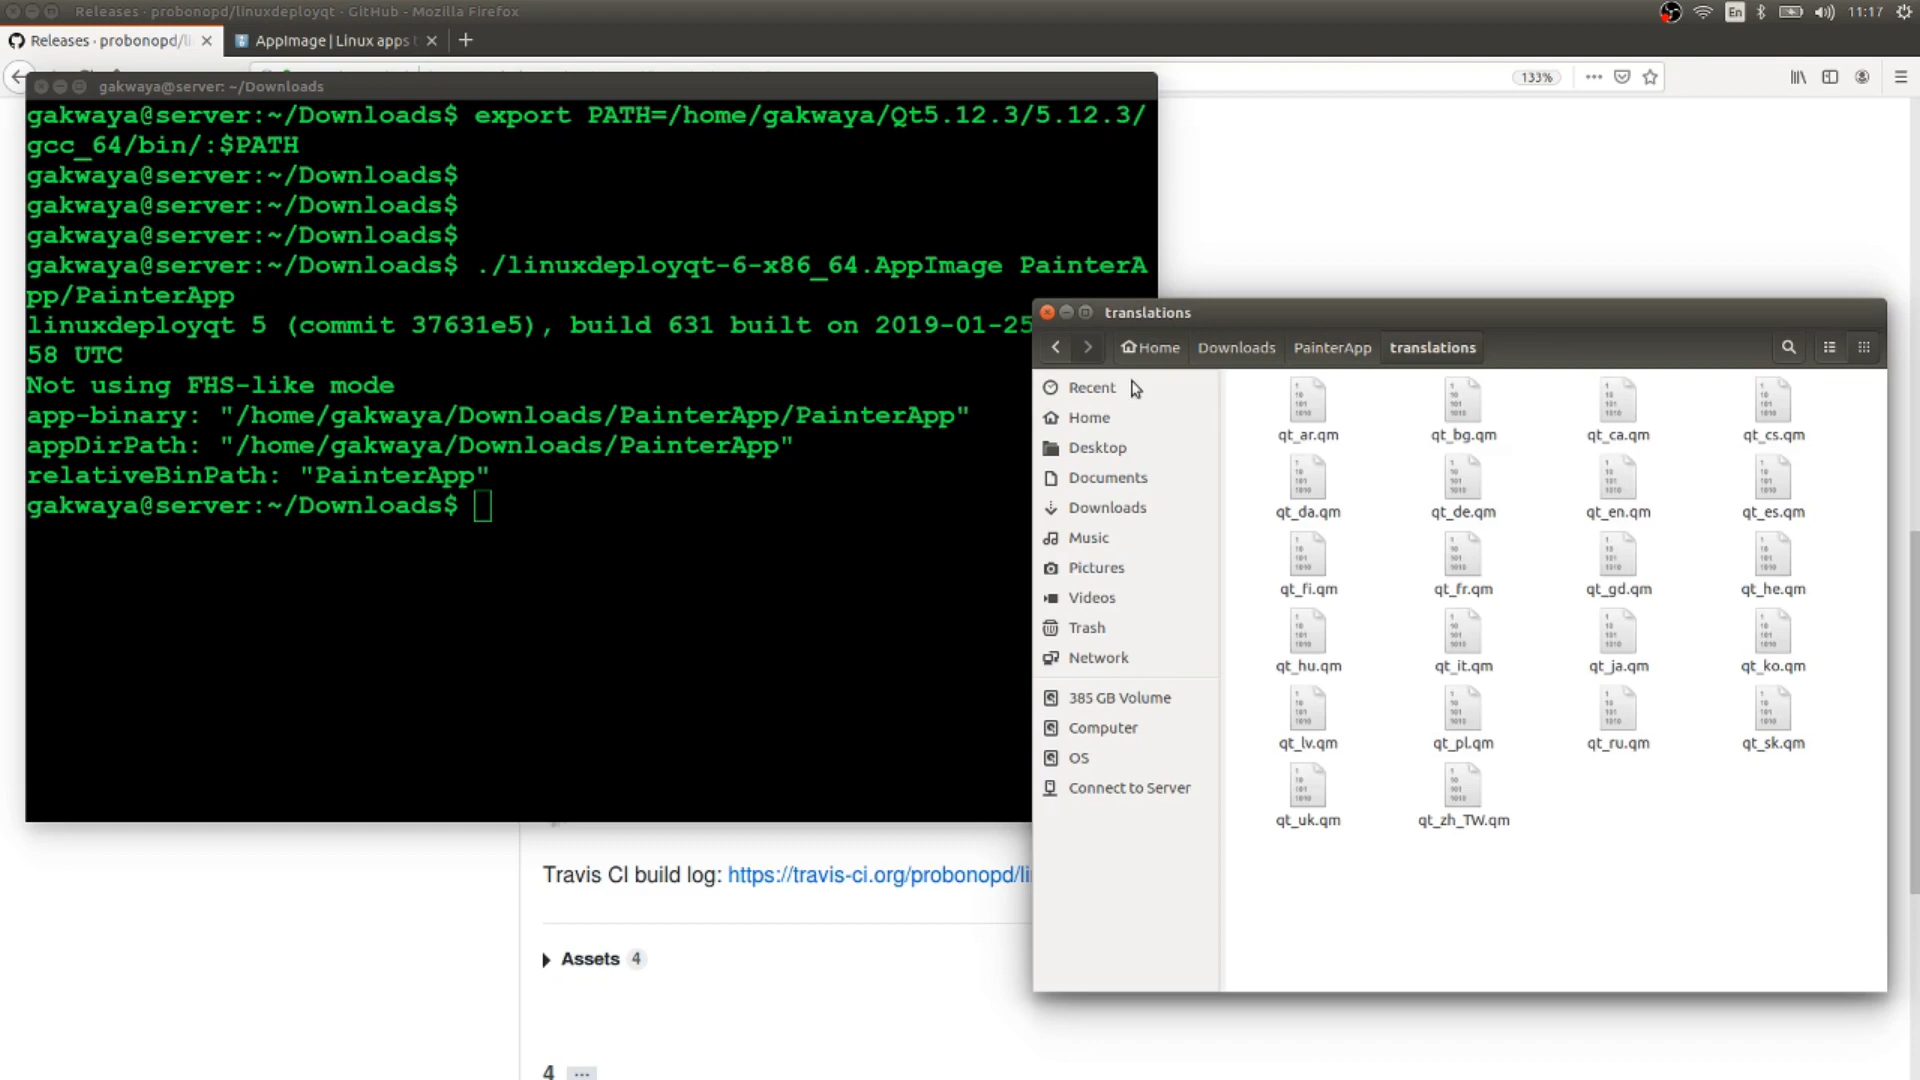 Releases · probonopd/linuxdeployqt · GitHub - Mozilla Firefox
En
11:17
Releases · probonopd/li
AppImage | Linux apps t
133%
gakwaya@server: ~/Downloads
gakwaya@server:~/Downloads$ export PATH=/home/gakwaya/Qt5.12.3/5.12.3/
gcc_64/bin/:$PATH
gakwaya@server:~/Downloads$
gakwaya@server:~/Downloads$
gakwaya@server:~/Downloads$
gakwaya@server:~/Downloads$ ./linuxdeployqt-6-x86_64.AppImage PainterA
pp/PainterApp
linuxdeployqt 5 (commit 37631e5), build 631 built on 2019-01-25
58 UTC
Not using FHS-like mode
app-binary: "/home/gakwaya/Downloads/PainterApp/PainterApp"
appDirPath: "/home/gakwaya/Downloads/PainterApp"
relativeBinPath: "PainterApp"
gakwaya@server:~/Downloads$
translations
Home Downloads PainterApp translations
Recent
Home
Desktop
Documents
Downloads
Music
Pictures
Videos
Trash
Network
385 GB Volume
Computer
OS
Connect to Server
qt_ar.qm qt_bg.qm qt_ca.qm qt_cs.qm
qt_da.qm qt_de.qm qt_en.qm qt_es.qm
qt_fi.qm qt_fr.qm qt_gd.qm qt_he.qm
qt_hu.qm qt_it.qm qt_ja.qm qt_ko.qm
qt_lv.qm qt_pl.qm qt_ru.qm qt_sk.qm
qt_uk.qm qt_zh_TW.qm
Travis CI build log: https://travis-ci.org/probonopd/li
Assets 4
4 ...